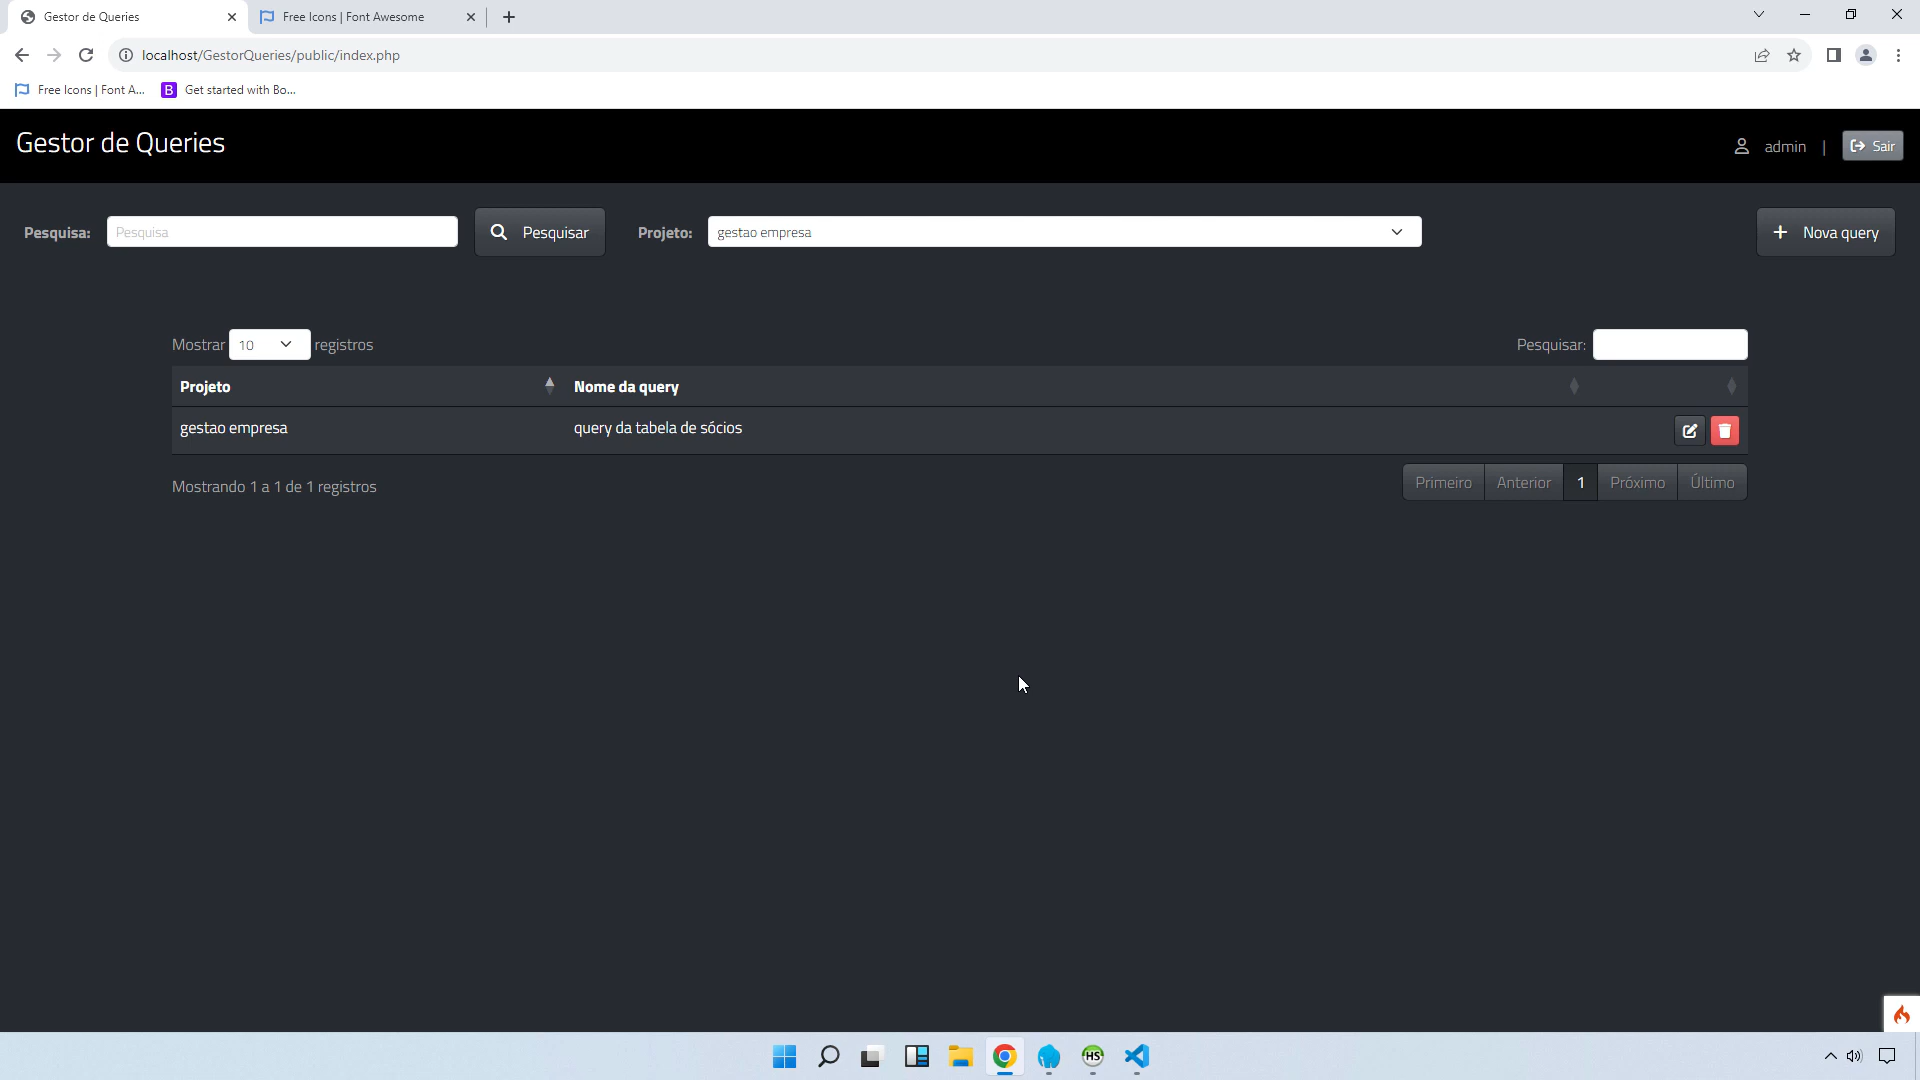 Gestor de Queries
Free Icons | Font Awesome
localhost/GestorQueries/public/index.php
Free Icons | Font A...
B Get started with Bo...
Gestor de Queries
admin | Sair
Pesquisa: Pesquisa Pesquisar Projeto: gestao empresa Nova query
Mostrar 10 registros Pesquisar:
Projeto Nome da query
gestao empresa query da tabela de sócios
Mostrando 1 a 1 de 1 registros Primeiro Anterior 1 Próximo Último
HS